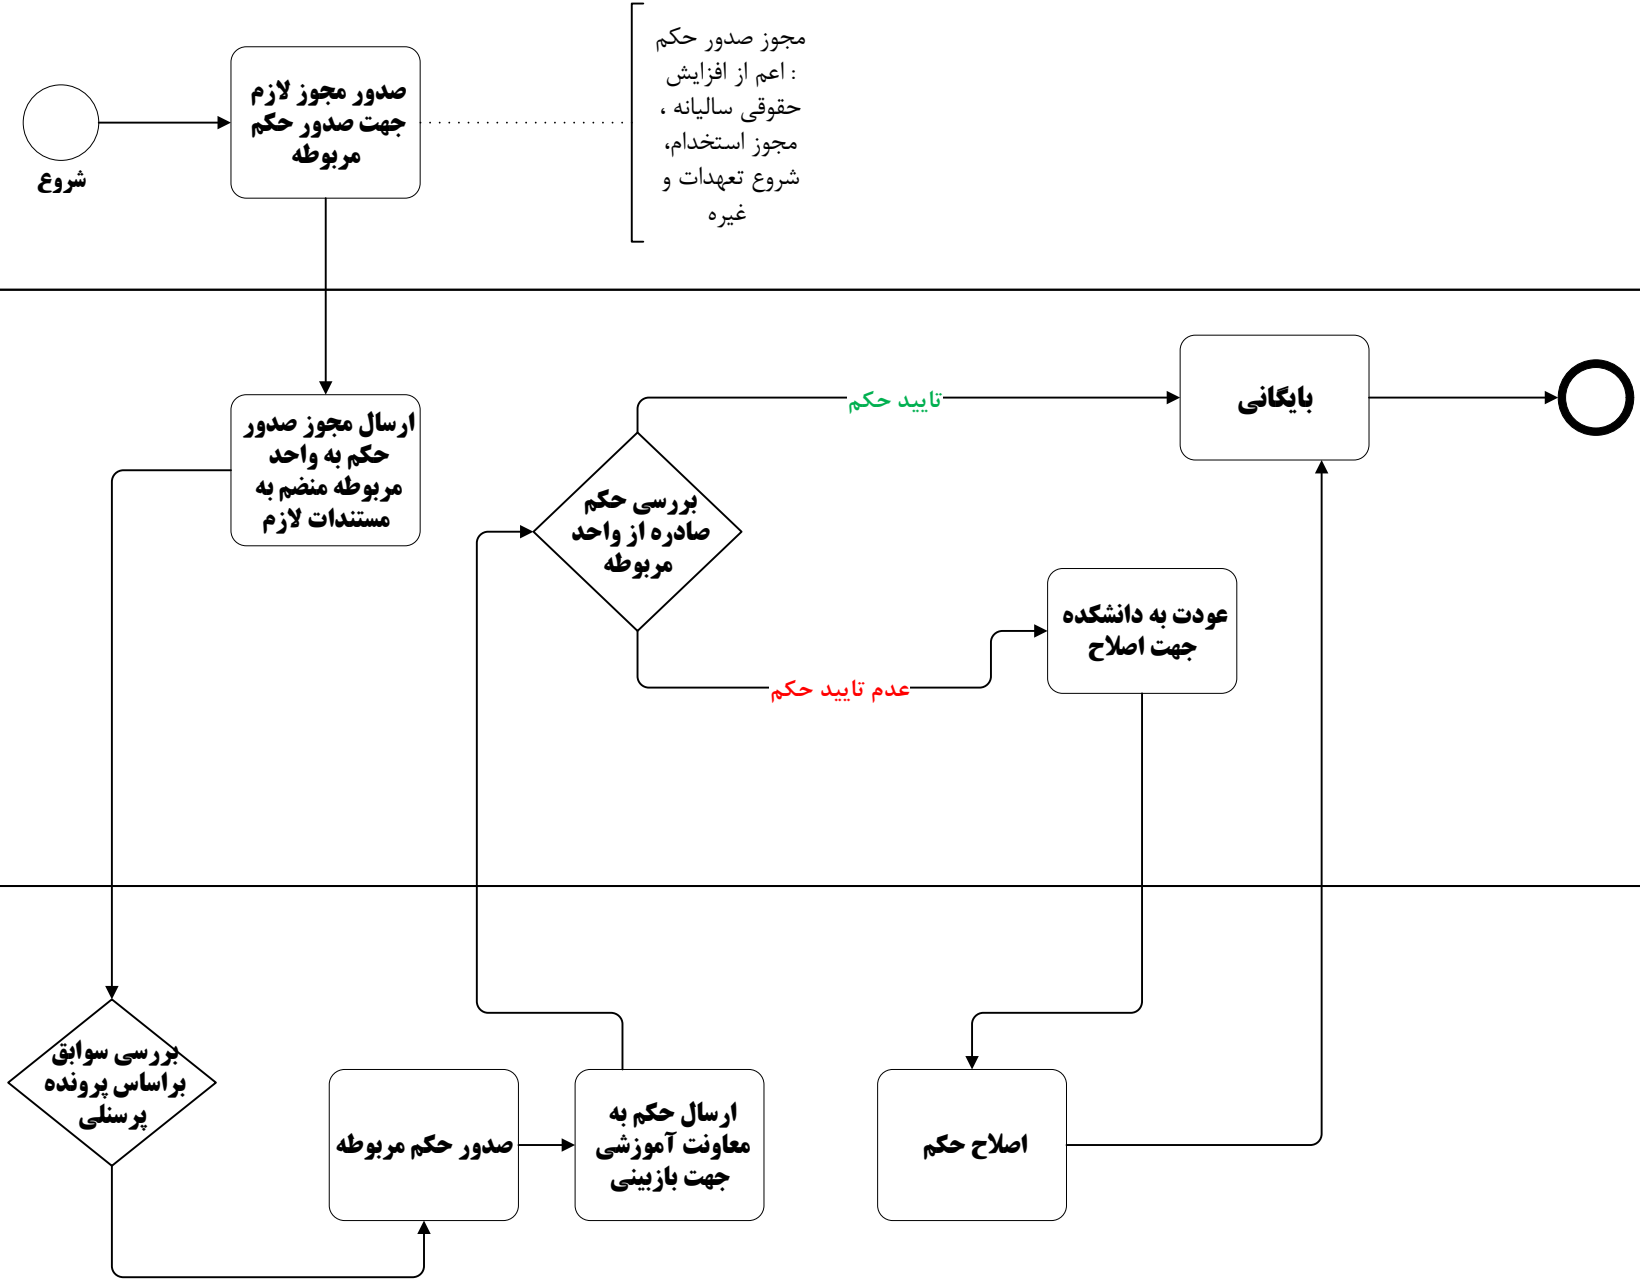 صدور مجوز لازم
جهت صدور حکم
مربوطه
شروع
مجوز صدور حکم
: اعم از افزایش
حقوقی سالیانه ،
مجوز استخدام،
شروع تعهدات و
غیره
ارسال مجوز صدور
حکم به واحد
مربوطه منضم به
مستندات لازم
تایید حکم
بایگانی
بررسی حکم
صادره از واحد
مربوطه
عودت به دانشکده
جهت اصلاح
عدم تایید حکم
بررسی سوابق
براساس پرونده
پرسنلی
صدور حکم مربوطه
ارسال حکم به
معاونت آموزشی
جهت بازبینی
اصلاح حکم